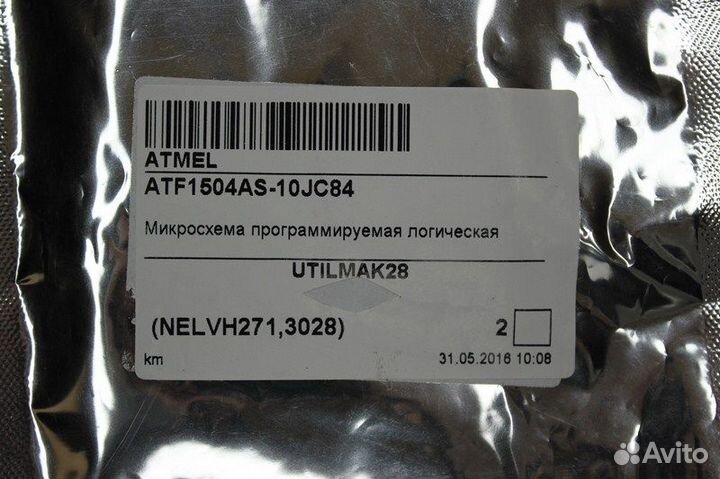 ATMEL
ATF1504AS-10JC84
Микросхема программируемая логическая
UTILMAK28
(NELVH271,3028) 2
km 31.05.2016 10:08
Avito